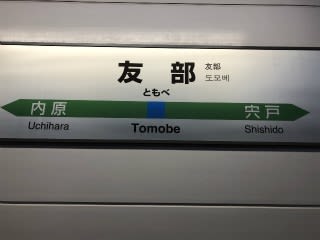 友部
友部
도모베
ともべ
内原 宍戸
Uchihara Tomobe Shishido